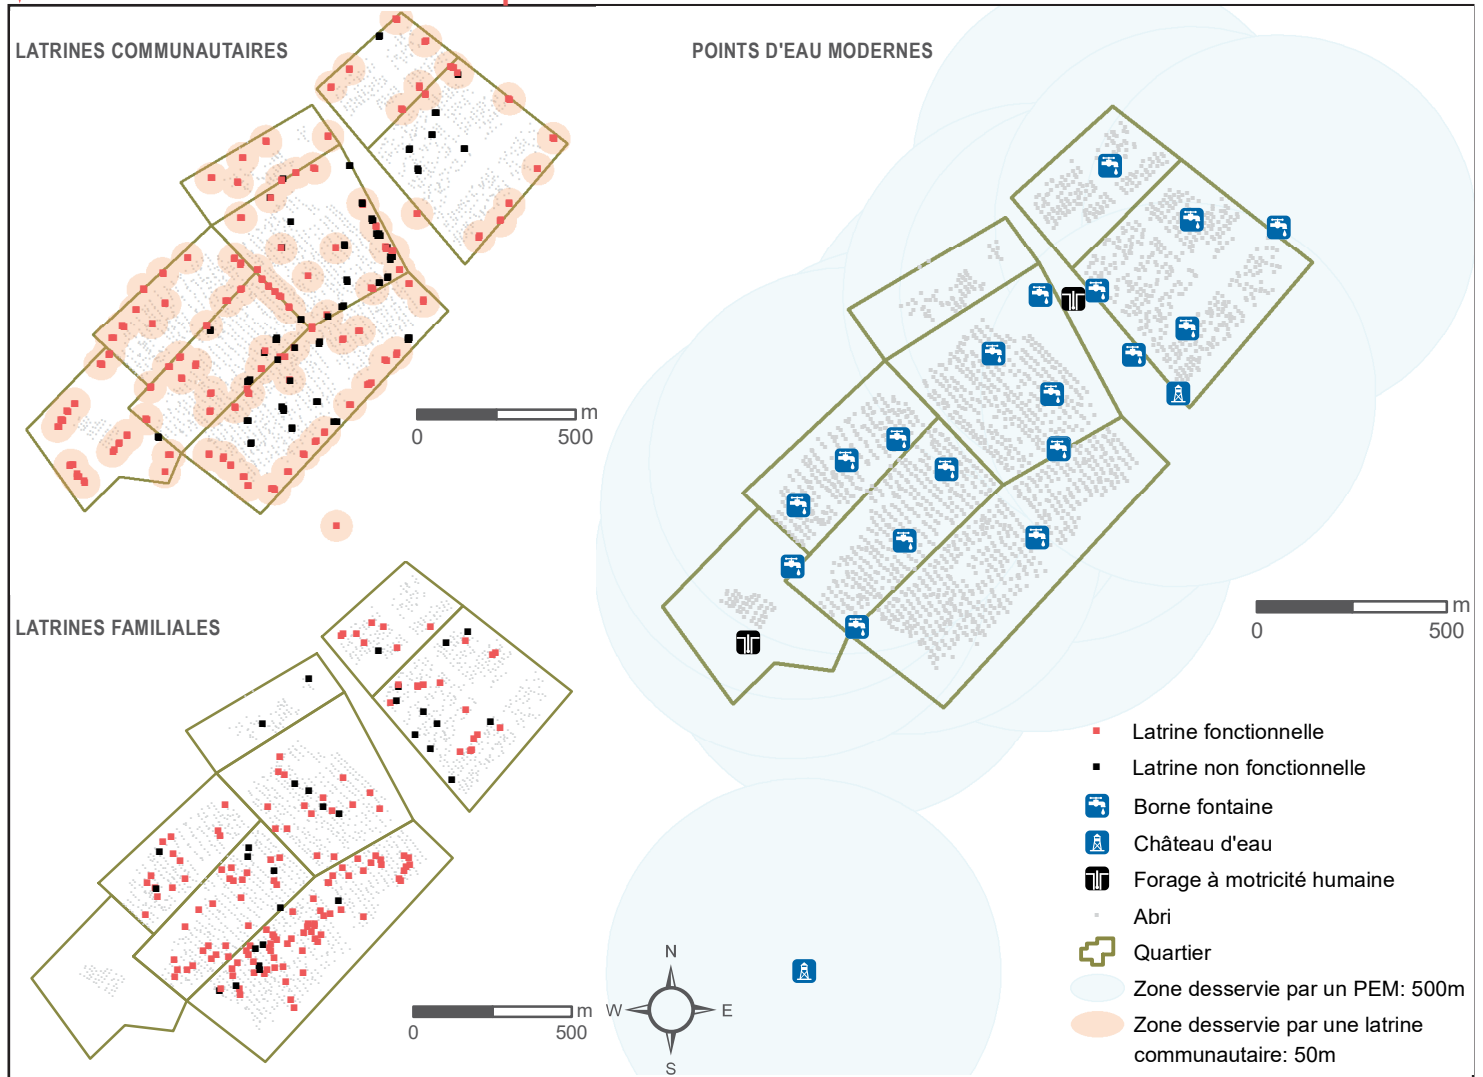 LATRINES COMMUNAUTAIRES
POINTS D'EAU MODERNES
m
0 500
LATRINES FAMILIALES
m
0 500
m
0 500
N
W E
S
Latrine fonctionnelle
Latrine non fonctionnelle
Borne fontaine
Château d'eau
Forage à motricité humaine
Abri
Quartier
Zone desservie par un PEM: 500m
Zone desservie par une latrine
communautaire: 50m